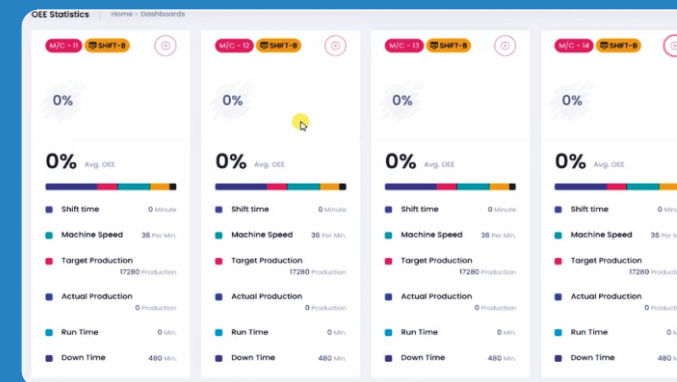 OEE Statistics Home - Dashboards
M/C - 11 SHIFT-B
0%
0% Avg. OEE
Shift time 0 Minute
Machine Speed 36 Per Min.
Target Production
17280 Production
Actual Production
0 Production
Run Time 0 Min.
Down Time 480 Min.
M/C - 12 SHIFT-B
0%
0% Avg. OEE
Shift time 0 Minute
Machine Speed 36 Per Min.
Target Production
17280 Production
Actual Production
0 Production
Run Time 0 Min.
Down Time 480 Min.
M/C - 13 SHIFT-B
0%
0% Avg. OEE
Shift time 0 Minute
Machine Speed 36 Per Min.
Target Production
17280 Production
Actual Production
0 Production
Run Time 0 Min.
Down Time 480 Min.
M/C - 14 SHIFT-B
0%
0% Avg. OEE
Shift time 0
Machine Speed 36 Per
Target Production
17280
Actual Production
Run Time 0
Down Time 480